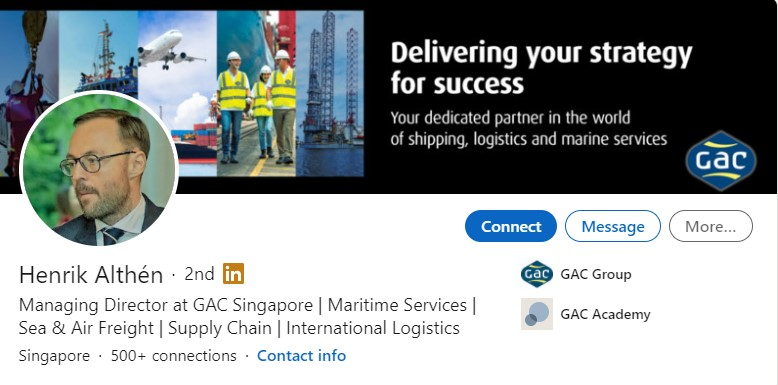 Delivering your strategy
for success
Your dedicated partner in the world
of shipping, logistics and marine services
GAC
Connect
Message
More...
Henrik Althén · 2nd in
GAC GAC Group
Managing Director at GAC Singapore | Maritime Services |
Sea & Air Freight | Supply Chain | International Logistics
GAC Academy
Singapore · 500+ connections · Contact info